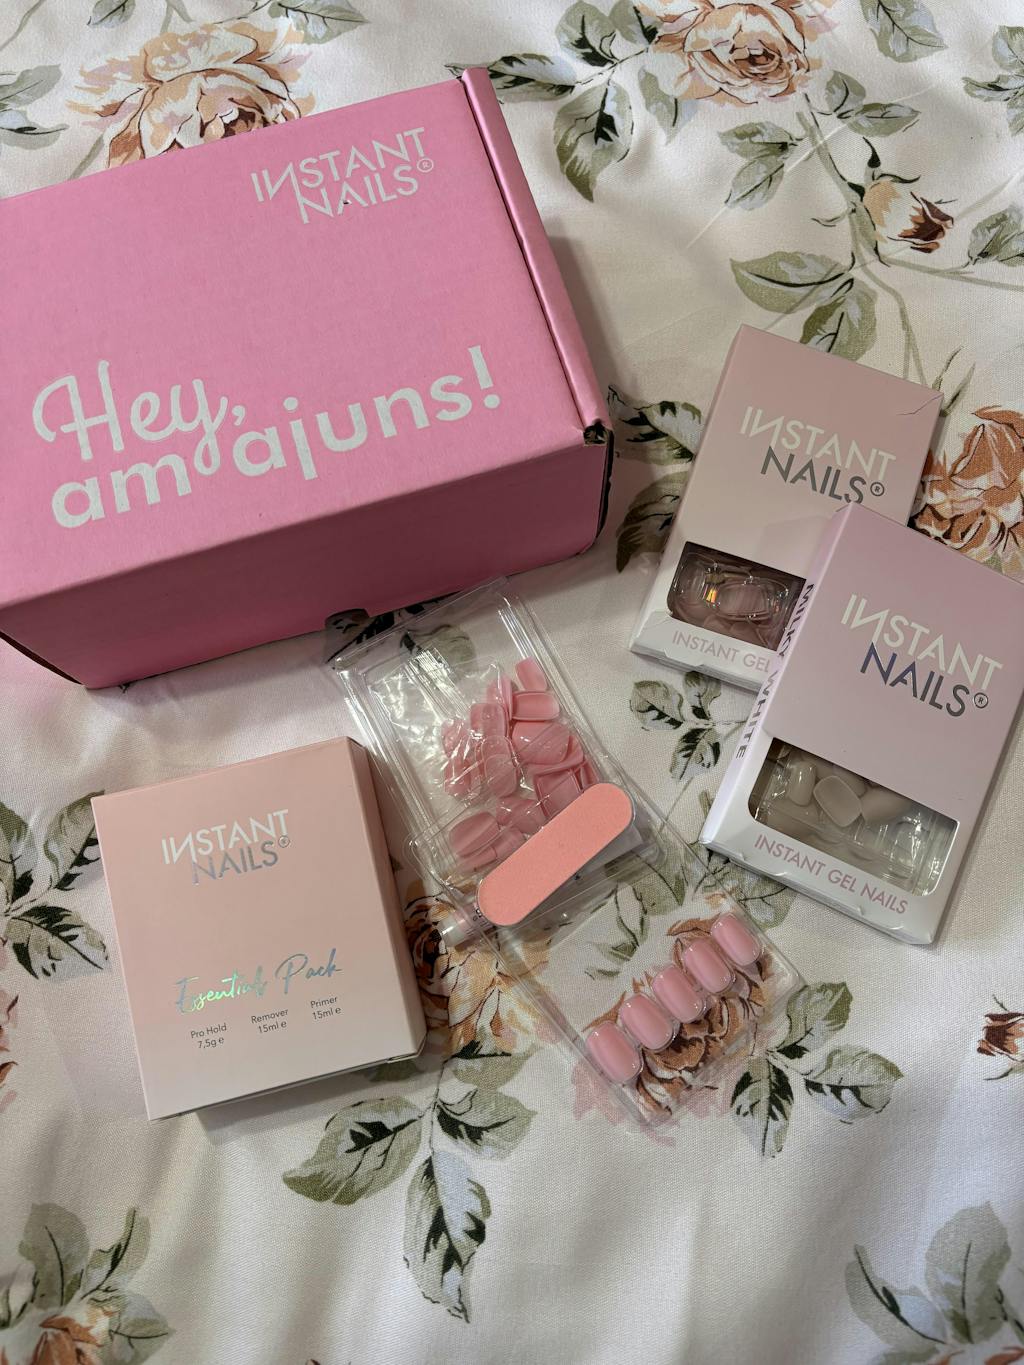 INSTANT
NAILS®
Hey,
am ajuns!
INSTANT
NAILS®
INSTANT GEL
INSTANT
NAILS®
MILKY WHITE
INSTANT GEL NAILS
INSTANT
NAILS®
Essential Pack
Pro Hold Remover Primer
7,5g e 15ml e 15ml e